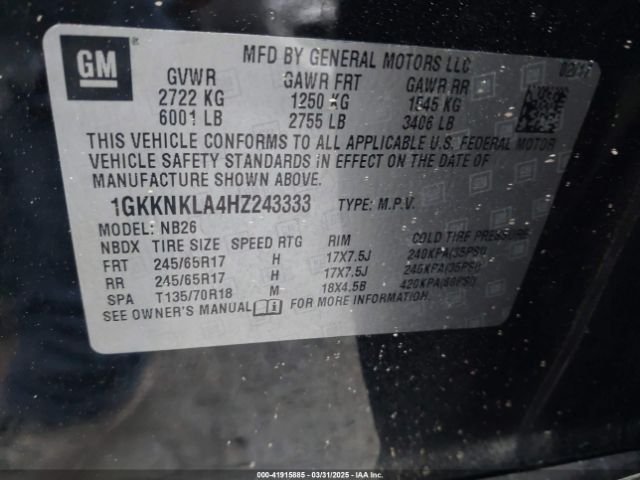 GM
MFD BY GENERAL MOTORS LLC 02/17
GVWR GAWR FRT GAWR RR
2722 KG 1250 KG 1545 KG
6001 LB 2755 LB 3406 LB
THIS VEHICLE CONFORMS TO ALL APPLICABLE U.S. FEDERAL MOTOR
VEHICLE SAFETY STANDARDS IN EFFECT ON THE DATE OF
MANUFACTURE SHOWN ABOVE.
1GKKNKLA4HZ243333 TYPE: M.P.V.
MODEL: NB26
NBDX TIRE SIZE SPEED RTG RIM COLD TIRE PRESSURE
FRT 245/65R17 H 17X7.5J 240KPA(35PSI)
RR 245/65R17 H 17X7.5J 240KPA(35PSI)
SPA T135/70R18 M 18X4.5B 420KPA(60PSI)
SEE OWNER'S MANUAL FOR MORE INFORMATION.
000-41915885 - 03/31/2025 - IAAI.COM